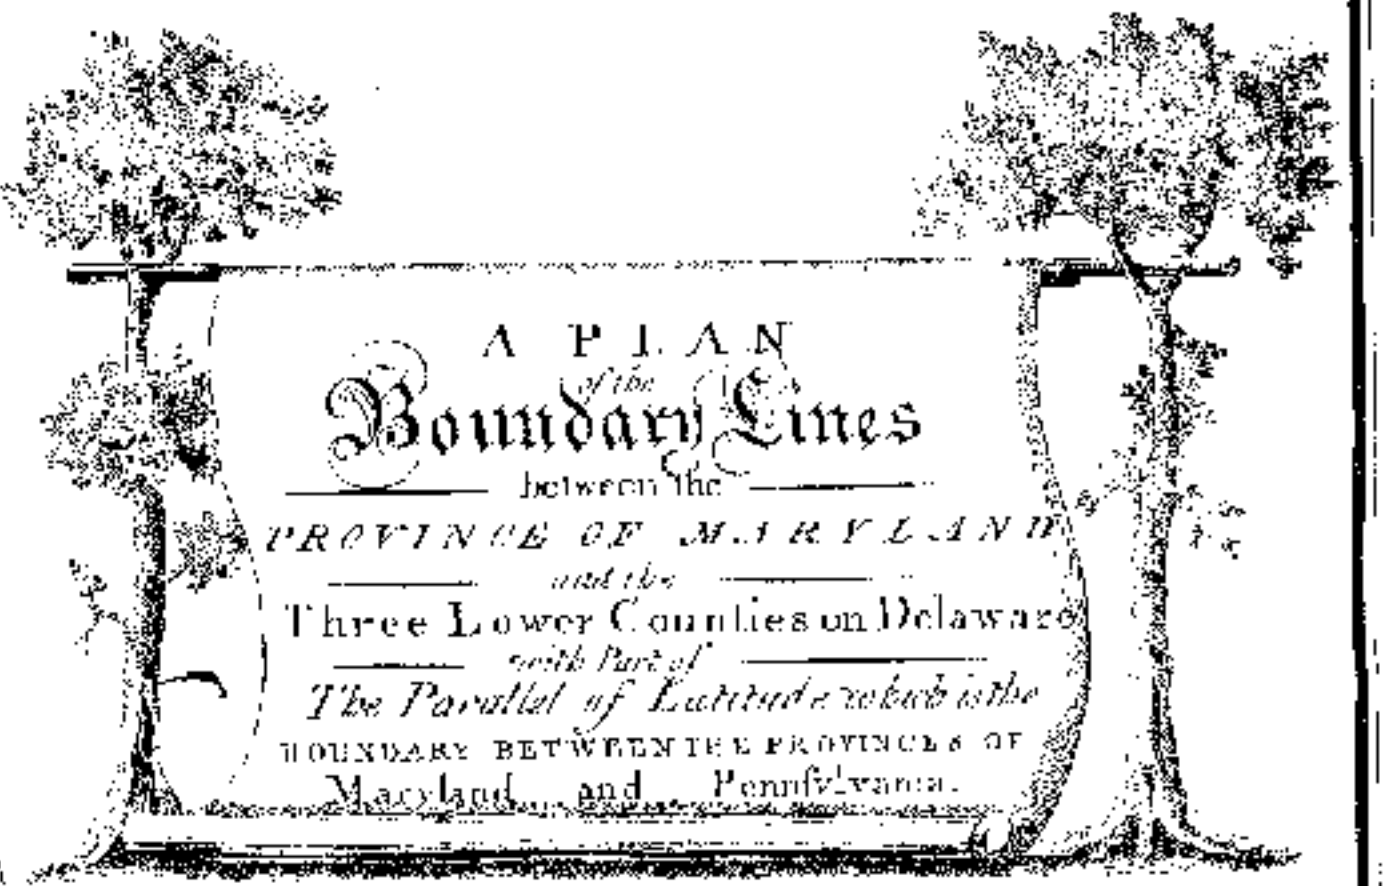 A PLAN
of the
Boundary Lines
between the
PROVINCE OF MARYLAND
and the
Three Lower Counties on Delaware
with Part of
The Parallel of Latitude which is the
BOUNDARY BETWEEN THE PROVINCES OF
Maryland and Pennſylvania.